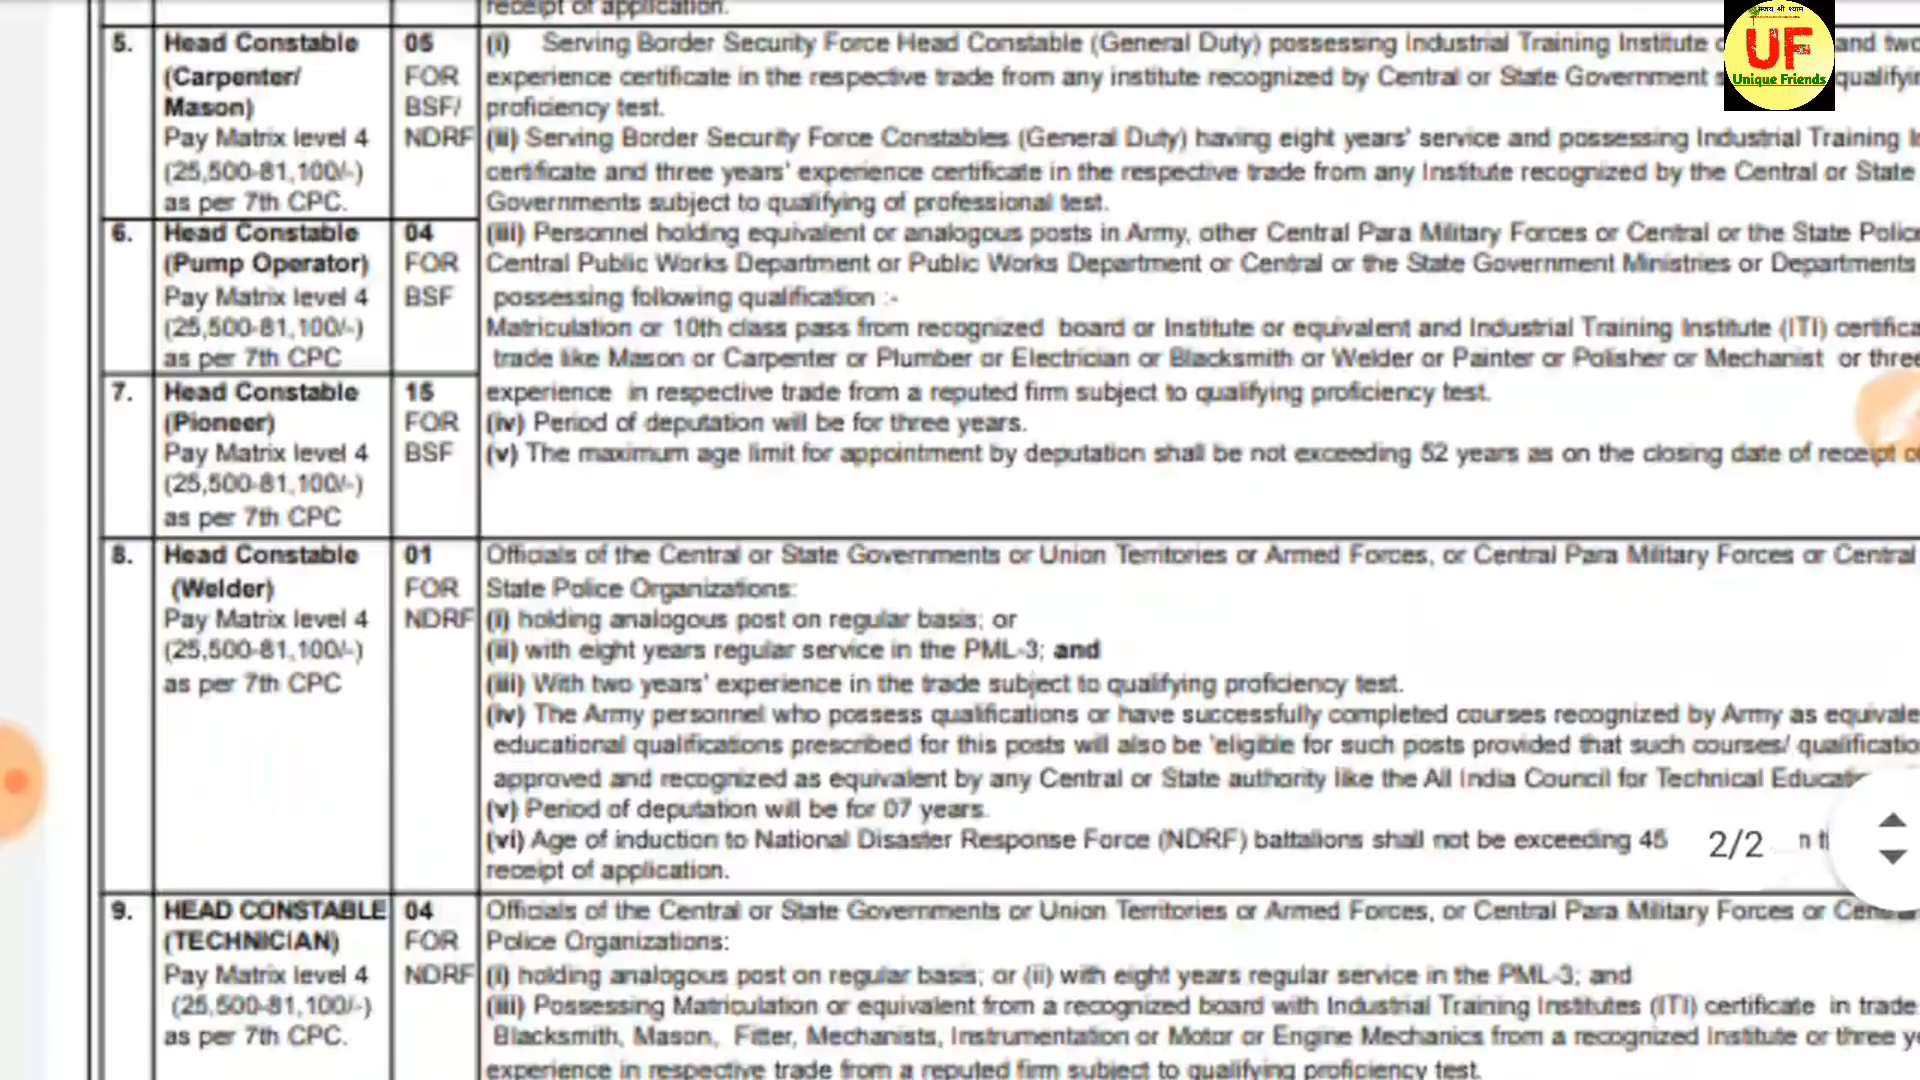 receipt of application.
5. Head Constable 05 (i) Serving Border Security Force Head Constable (General Duty) possessing Industrial Training Institute and two
(Carpenter/ FOR experience certificate in the respective trade from any institute recognized by Central or State Government
Mason) BSF/ proficiency test.
Pay Matrix level 4 NDRF (ii) Serving Border Security Force Constables (General Duty) having eight years' service and possessing Industrial Training
(25,500-81,100/-) certificate and three years' experience certificate in the respective trade from any Institute recognized by the Central or State
as per 7th CPC. Governments subject to qualifying of professional test.
6. Head Constable 04 (iii) Personnel holding equivalent or analogous posts in Army, other Central Para Military Forces or Central or the State Police
(Pump Operator) FOR Central Public Works Department or Public Works Department or Central or the State Government Ministries or Departments
Pay Matrix level 4 BSF possessing following qualification :-
(25,500-81,100/-) Matriculation or 10th class pass from recognized board or Institute or equivalent and Industrial Training Institute (ITI)
as per 7th CPC trade like Mason or Carpenter or Plumber or Electrician or Blacksmith or Welder or Painter or Polisher or Mechanist or three
7. Head Constable 15 experience in respective trade from a reputed firm subject to qualifying proficiency test.
(Pioneer) FOR (iv) Period of deputation will be for three years.
Pay Matrix level 4 BSF (v) The maximum age limit for appointment by deputation shall be not exceeding 52 years as on the closing date of receipt
(25,500-81,100/-)
as per 7th CPC
8. Head Constable 01 Officials of the Central or State Governments or Union Territories or Armed Forces, or Central Para Military Forces or Central
(Welder) FOR State Police Organizations:
Pay Matrix level 4 NDRF (i) holding analogous post on regular basis; or
(25,500-81,100/-) (ii) with eight years regular service in the PML-3; and
as per 7th CPC (iii) With two years' experience in the trade subject to qualifying proficiency test.
(iv) The Army personnel who possess qualifications or have successfully completed courses recognized by Army as
educational qualifications prescribed for this posts will also be 'eligible for such posts provided that such courses/
approved and recognized as equivalent by any Central or State authority like the All India Council for Technical
(v) Period of deputation will be for 07 years.
(vi) Age of induction to National Disaster Response Force (NDRF) battalions shall not be exceeding 45
receipt of application.
9. HEAD CONSTABLE 04 Officials of the Central or State Governments or Union Territories or Armed Forces, or Central Para Military Forces or
(TECHNICIAN) FOR Police Organizations:
Pay Matrix level 4 NDRF (i) holding analogous post on regular basis; or (ii) with eight years regular service in the PML-3; and
(25,500-81,100/-) (iii) Possessing Matriculation or equivalent from a recognized board with Industrial Training Institutes (ITI) certificate in trade
as per 7th CPC. Blacksmith, Mason, Fitter, Mechanists, Instrumentation or Motor or Engine Mechanics from a recognized Institute or three
experience in respective trade from a reputed firm subject to qualifying proficiency test.
UF
Unique Friends
2/2